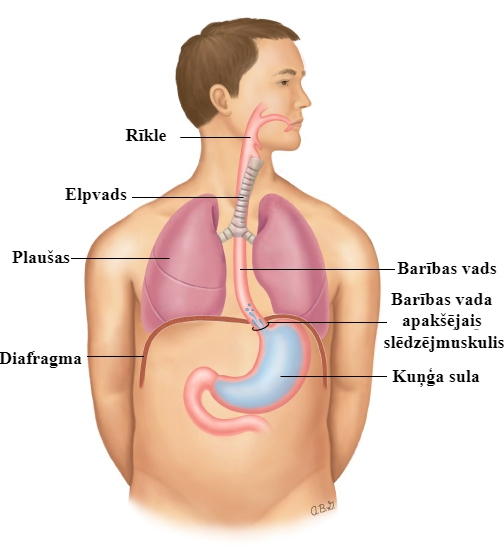 Rīkle
Elpvads
Plaušas
Barības vads
Barības vada
apakšējais
slēdzējmuskulis
Diafragma
Kuņģa sula